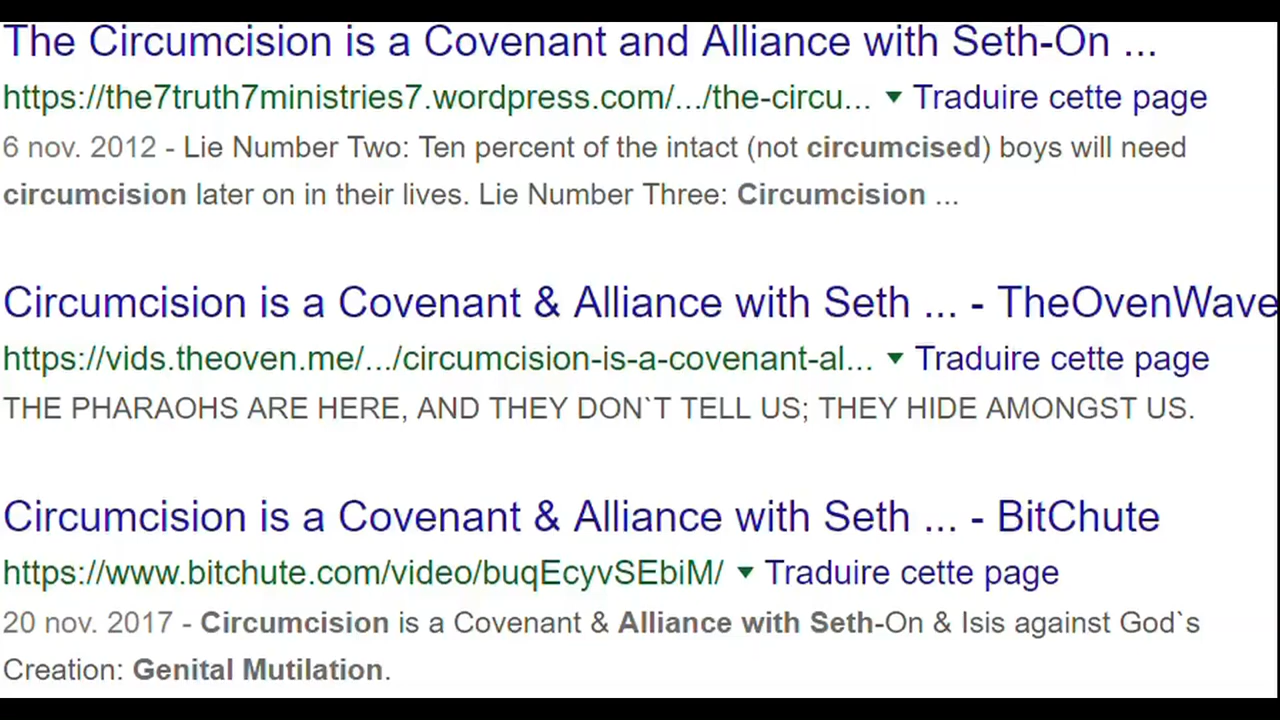 The Circumcision is a Covenant and Alliance with Seth-On ...
https://the7truth7ministries7.wordpress.com/.../the-circu... ▼ Traduire cette page
6 nov. 2012 - Lie Number Two: Ten percent of the intact (not circumcised) boys will need
circumcision later on in their lives. Lie Number Three: Circumcision ...
Circumcision is a Covenant & Alliance with Seth ... - TheOvenWave
https://vids.theoven.me/.../circumcision-is-a-covenant-al... ▼ Traduire cette page
THE PHARAOHS ARE HERE, AND THEY DON`T TELL US; THEY HIDE AMONGST US.
Circumcision is a Covenant & Alliance with Seth ... - BitChute
https://www.bitchute.com/video/buqEcyvSEbiM/ ▼ Traduire cette page
20 nov. 2017 - Circumcision is a Covenant & Alliance with Seth-On & Isis against God`s
Creation: Genital Mutilation.